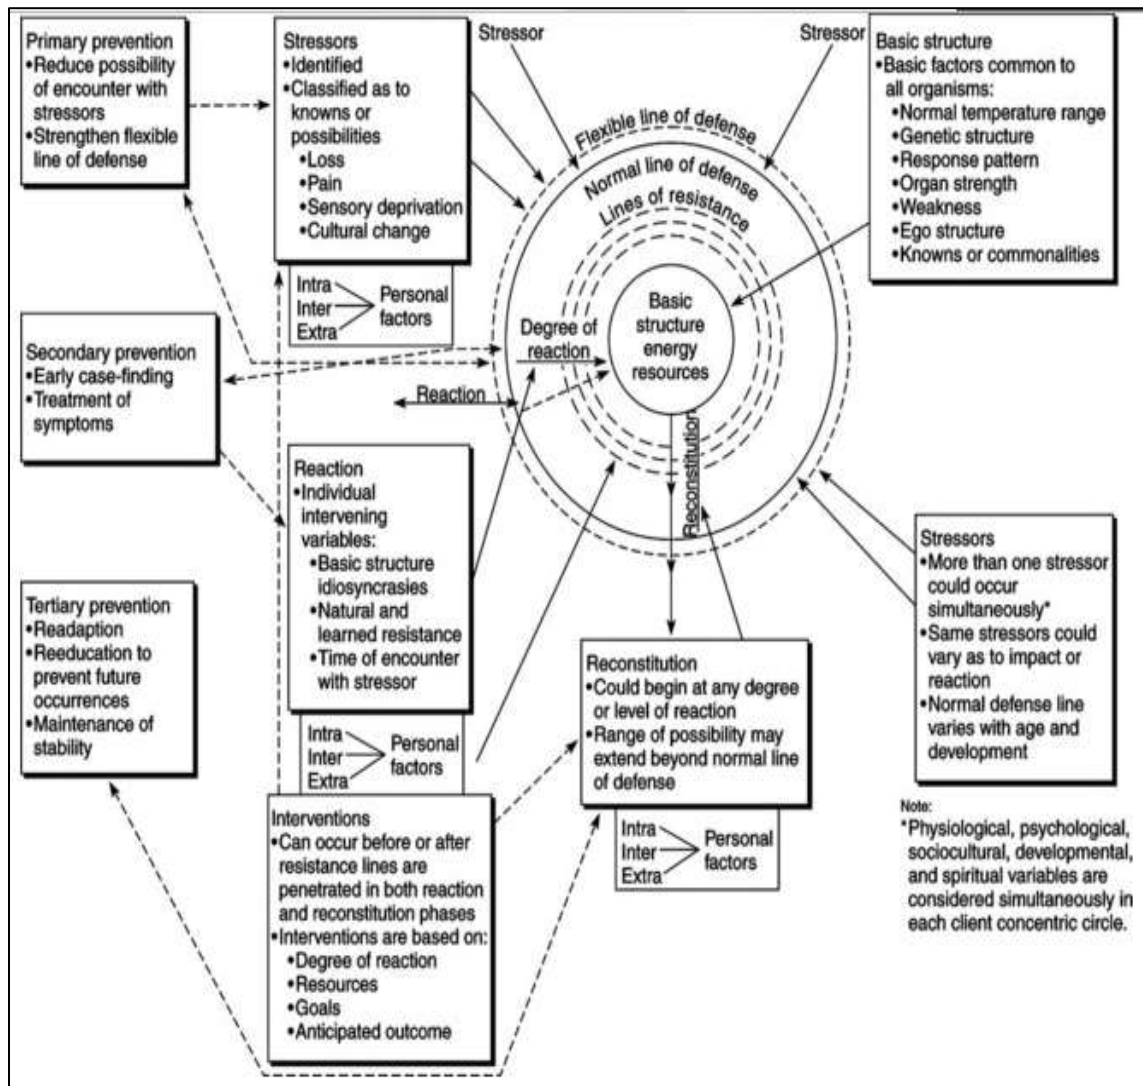 Primary prevention
•Reduce possibility
of encounter with
stressors
•Strengthen flexible
line of defense
Stressors
•Identified
•Classified as to
knowns or
possibilities
•Loss
•Pain
•Sensory deprivation
•Cultural change
Intra
Inter
Extra
Personal
factors
Stressor
Stressor
Basic structure
•Basic factors common to
all organisms:
•Normal temperature range
•Genetic structure
•Response pattern
•Organ strength
•Weakness
•Ego structure
•Knowns or commonalities
Flexible line of defense
Normal line of defense
Lines of resistance
Basic
structure
energy
resources
Degree of
reaction
Reaction
Reconstitution
Secondary prevention
•Early case-finding
•Treatment of
symptoms
Reaction
•Individual
intervening
variables:
•Basic structure
idiosyncrasies
•Natural and
learned resistance
•Time of encounter
with stressor
Intra
Inter
Extra
Personal
factors
Tertiary prevention
•Readaption
•Reeducation to
prevent future
occurrences
•Maintenance of
stability
Interventions
•Can occur before or after
resistance lines are
penetrated in both reaction
and reconstitution phases
•Interventions are based on:
•Degree of reaction
•Resources
•Goals
•Anticipated outcome
Reconstitution
•Could begin at any degree
or level of reaction
•Range of possibility may
extend beyond normal line
of defense
Intra
Inter
Extra
Personal
factors
Stressors
•More than one stressor
could occur
simultaneously*
•Same stressors could
vary as to impact or
reaction
•Normal defense line
varies with age and
development
Note:
*Physiological, psychological,
sociocultural, developmental,
and spiritual variables are
considered simultaneously in
each client concentric circle.